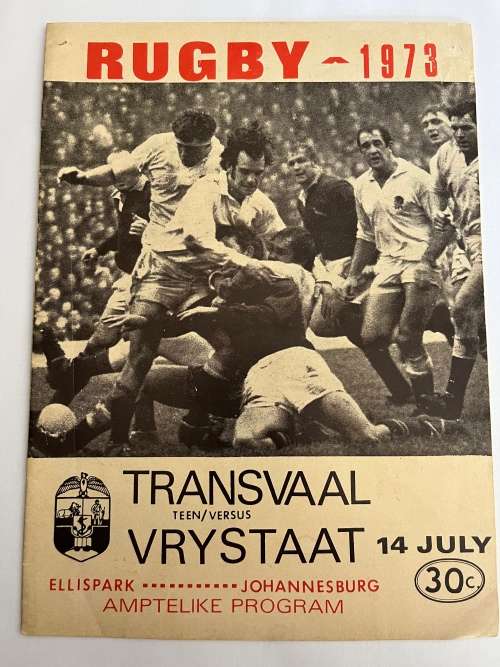 RUGBY - 1973
TRANSVAAL
TEEN/VERSUS
VRYSTAAT 14 JULY
ELLISPARK ----------- JOHANNESBURG 30c.
AMPTELIKE PROGRAM